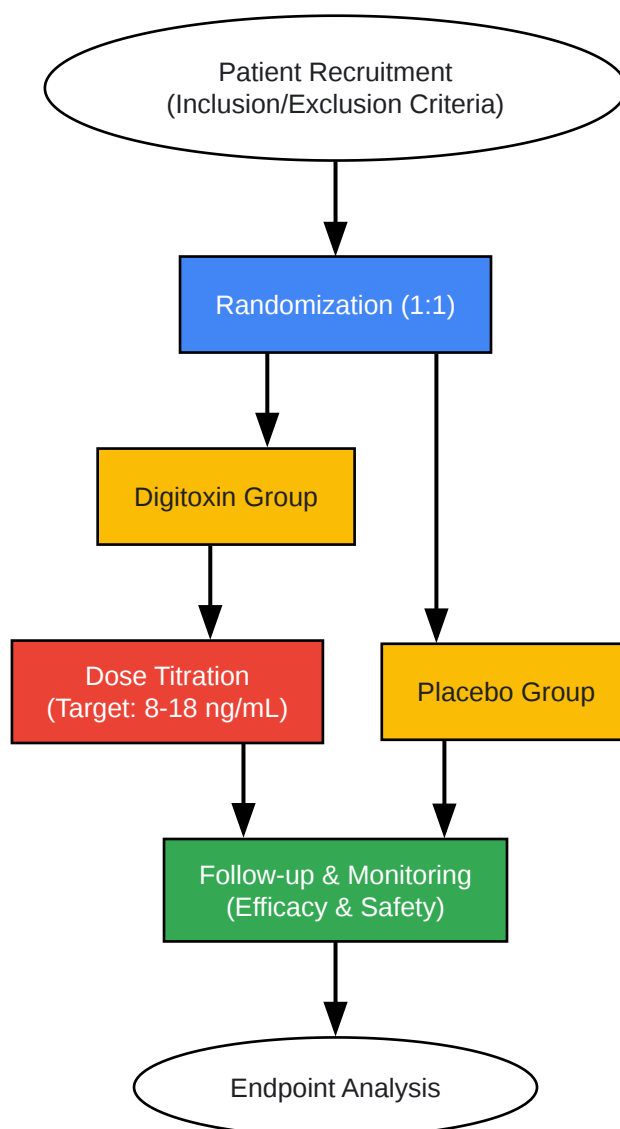 Patient Recruitment
(Inclusion/Exclusion Criteria)
Randomization (1:1)
Digitoxin Group
Dose Titration
(Target: 8-18 ng/mL)
Placebo Group
Follow-up & Monitoring
(Efficacy & Safety)
Endpoint Analysis